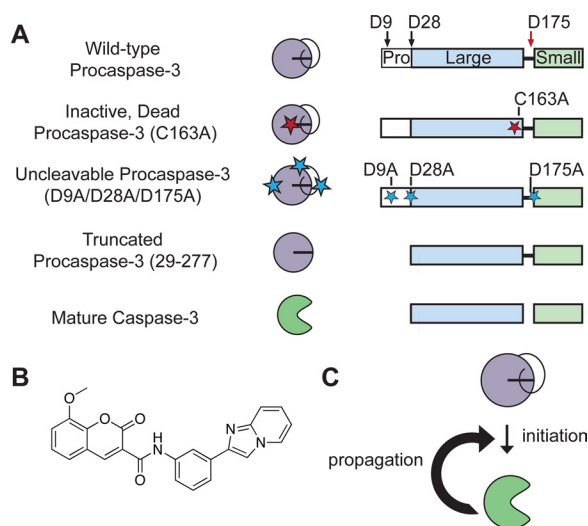 A
D9 D28 D175
Wild-type
Procaspase-3
Pro Large Small
Inactive, Dead
Procaspase-3 (C163A)
C163A
Uncleavable Procaspase-3
(D9A/D28A/D175A)
D9A D28A D175A
Truncated
Procaspase-3 (29-277)
Mature Caspase-3
B
O
O
O
H
N
O
N
N
C
initiation
propagation